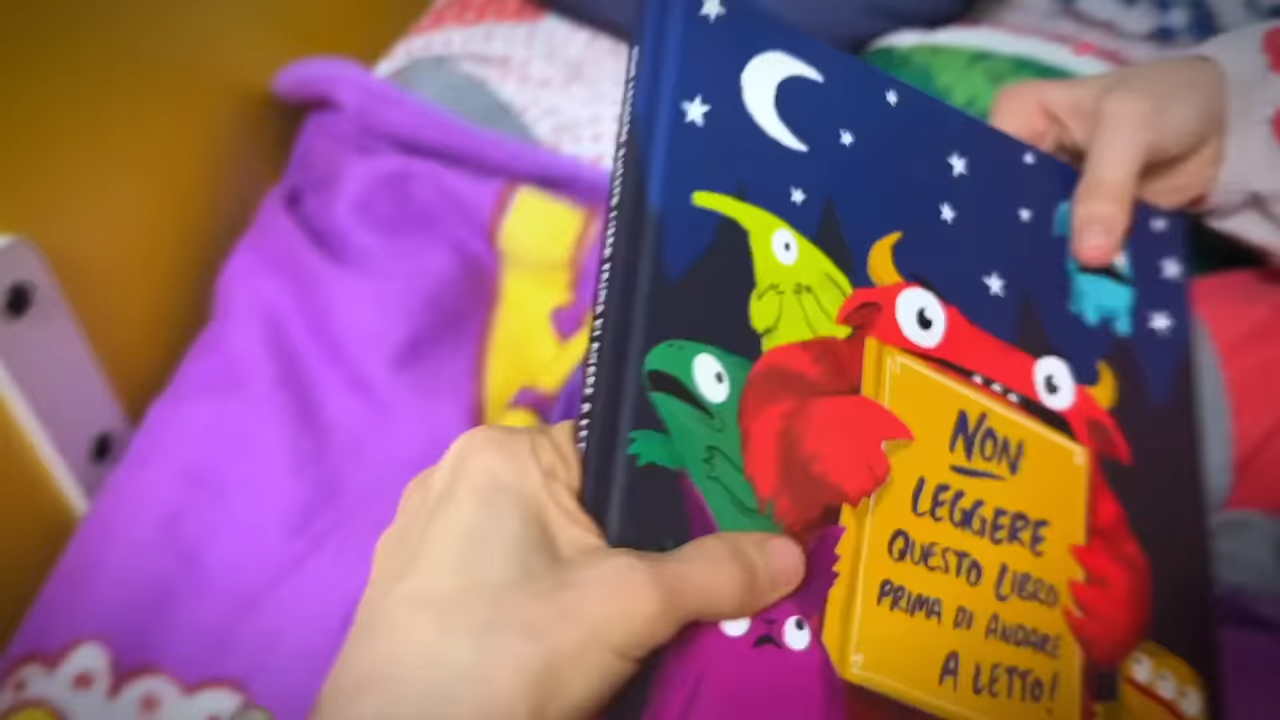 NON
LEGGERE
QUESTO LIBRO
PRIMA DI ANDARE
A LETTO!